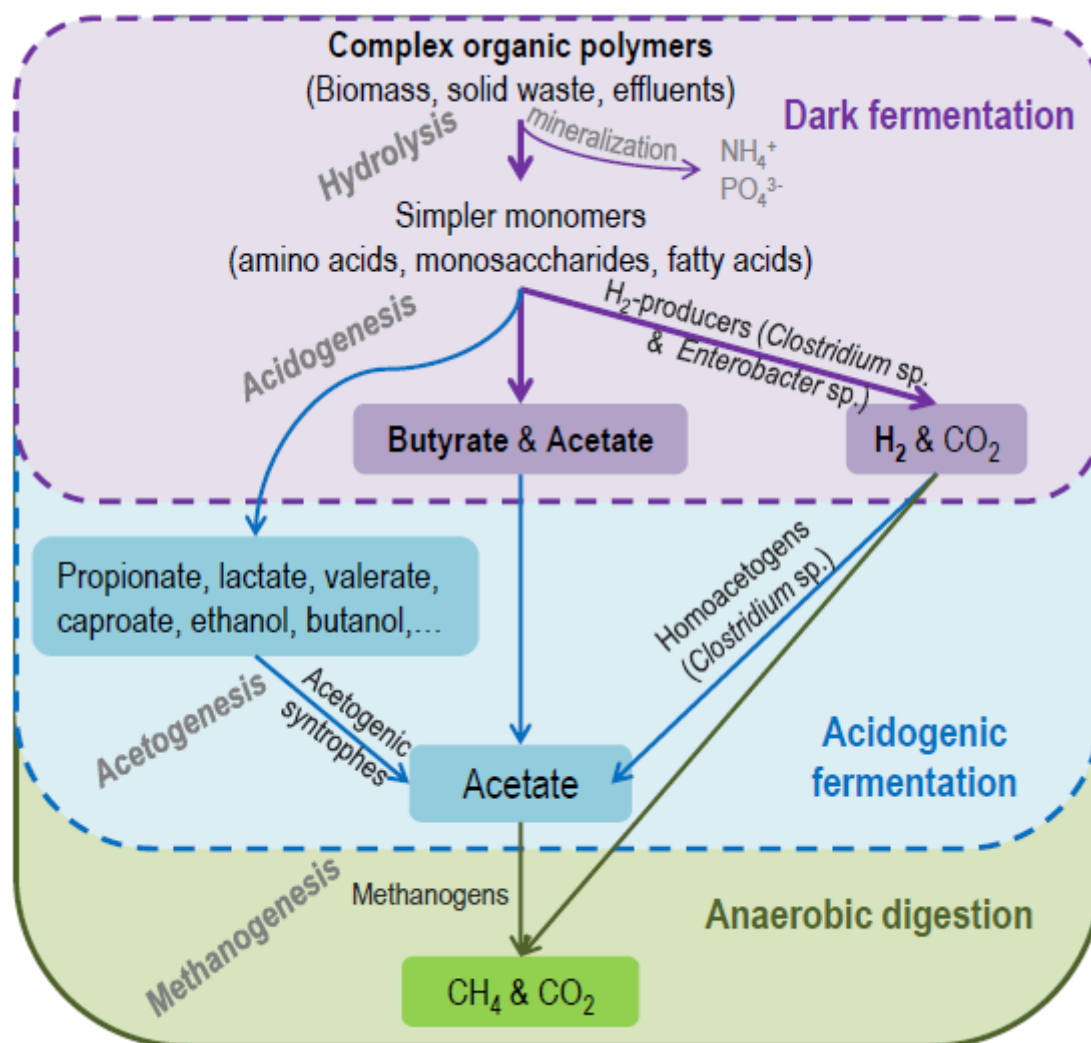 Complex organic polymers
(Biomass, solid waste, effluents)
Dark fermentation
Hydrolysis
mineralization
NH₄⁺
PO₄³⁻
Simpler monomers
(amino acids, monosaccharides, fatty acids)
Acidogenesis
H₂-producers (Clostridium sp.
& Enterobacter sp.)
Butyrate & Acetate
H₂ & CO₂
Propionate, lactate, valerate,
caproate, ethanol, butanol,...
Homoacetogens
(Clostridium sp.)
Acetogenesis
Acetogenic
syntrophes
Acetate
Acidogenic
fermentation
Methanogenesis
Methanogens
Anaerobic digestion
CH₄ & CO₂